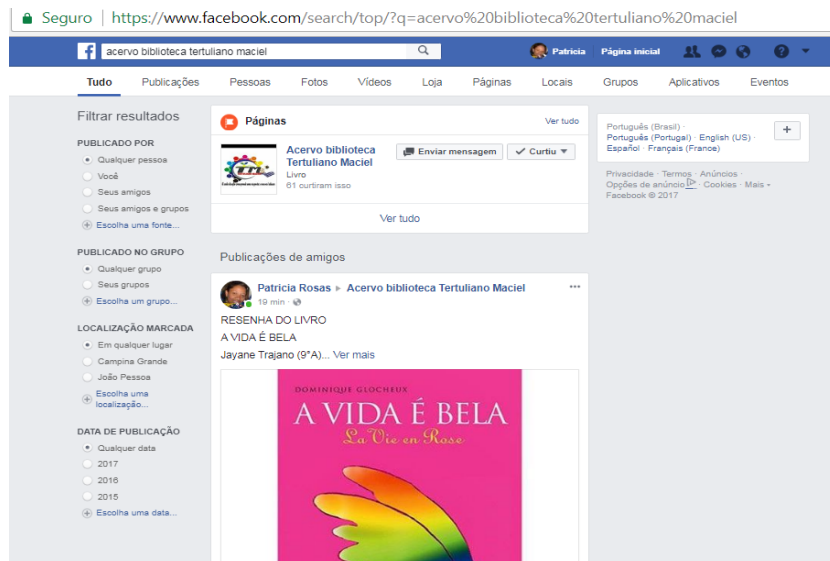 Seguro | https://www.facebook.com/search/top/?q=acervo%20biblioteca%20tertuliano%20maciel
acervo biblioteca tertuliano maciel
Patricia Página inicial
Tudo Publicações Pessoas Fotos Vídeos Loja Páginas Locais Grupos Aplicativos Eventos
Filtrar resultados
PUBLICADO POR
Qualquer pessoa
Você
Seus amigos
Seus amigos e grupos
Escolha uma fonte...
PUBLICADO NO GRUPO
Qualquer grupo
Seus grupos
Escolha um grupo...
LOCALIZAÇÃO MARCADA
Em qualquer lugar
Campina Grande
João Pessoa
Escolha uma
localização...
DATA DE PUBLICAÇÃO
Qualquer data
2017
2016
2015
Escolha uma data...
Páginas Ver tudo
Acervo biblioteca
Tertuliano Maciel
Livro
61 curtiram isso
Enviar mensagem Curtiu
Ver tudo
Publicações de amigos
Patricia Rosas ▸ Acervo biblioteca Tertuliano Maciel
19 min ·
RESENHA DO LIVRO
A VIDA É BELA
Jayane Trajano (9°A)... Ver mais
DOMINIQUE GLOCHEUX
A VIDA É BELA
La Vie en Rose
Português (Brasil) ·
Português (Portugal) · English (US) ·
Español · Français (France)
Privacidade · Termos · Anúncios ·
Opções de anúncio · Cookies · Mais
Facebook © 2017